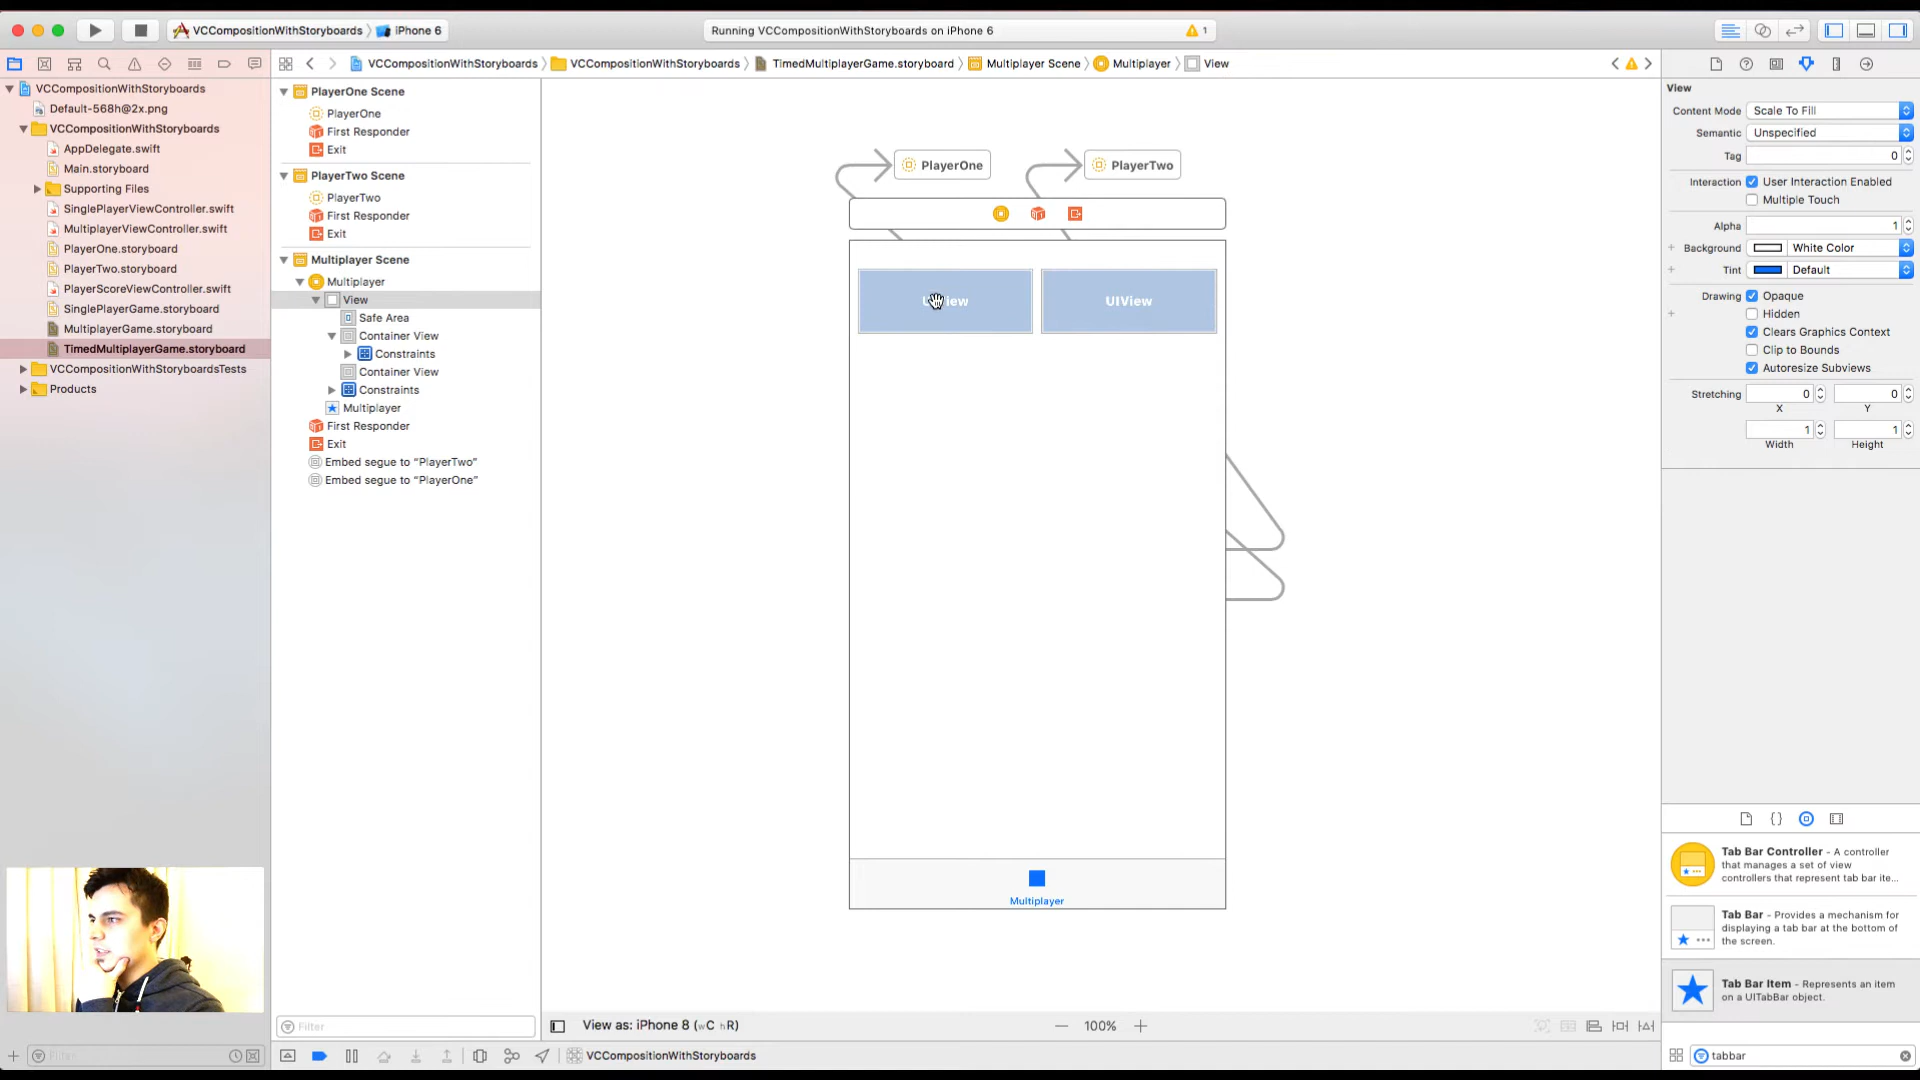 VCCompositionWithStoryboards
iPhone 6
Running VCCompositionWithStoryboards on iPhone 6
1
VCCompositionWithStoryboards
VCCompositionWithStoryboards
TimedMultiplayerGame.storyboard
Multiplayer Scene
Multiplayer
View
VCCompositionWithStoryboards
Default-568h@2x.png
VCCompositionWithStoryboards
AppDelegate.swift
Main.storyboard
Supporting Files
SinglePlayerViewController.swift
MultiplayerViewController.swift
PlayerOne.storyboard
PlayerTwo.storyboard
PlayerScoreViewController.swift
SinglePlayerGame.storyboard
MultiplayerGame.storyboard
TimedMultiplayerGame.storyboard
VCCompositionWithStoryboardsTests
Products
PlayerOne Scene
PlayerOne
First Responder
Exit
PlayerTwo Scene
PlayerTwo
First Responder
Exit
Multiplayer Scene
Multiplayer
View
Safe Area
Container View
Constraints
Container View
Constraints
Multiplayer
First Responder
Exit
Embed segue to “PlayerTwo”
Embed segue to “PlayerOne”
Filter
PlayerOne
PlayerTwo
UIView
Multiplayer
View as: iPhone 8 (wC hR)
100%
VCCompositionWithStoryboards
View
Content Mode
Scale To Fill
Semantic
Unspecified
Tag
0
Interaction
User Interaction Enabled
Multiple Touch
Alpha
1
Background
White Color
Tint
Default
Drawing
Opaque
Hidden
Clears Graphics Context
Clip to Bounds
Autoresize Subviews
Stretching
0
0
X
Y
1
1
Width
Height
Tab Bar Controller - A controller
that manages a set of view
controllers that represent tab bar ite...
Tab Bar - Provides a mechanism for
displaying a tab bar at the bottom of
the screen.
Tab Bar Item - Represents an item
on a UITabBar object.
tabbar